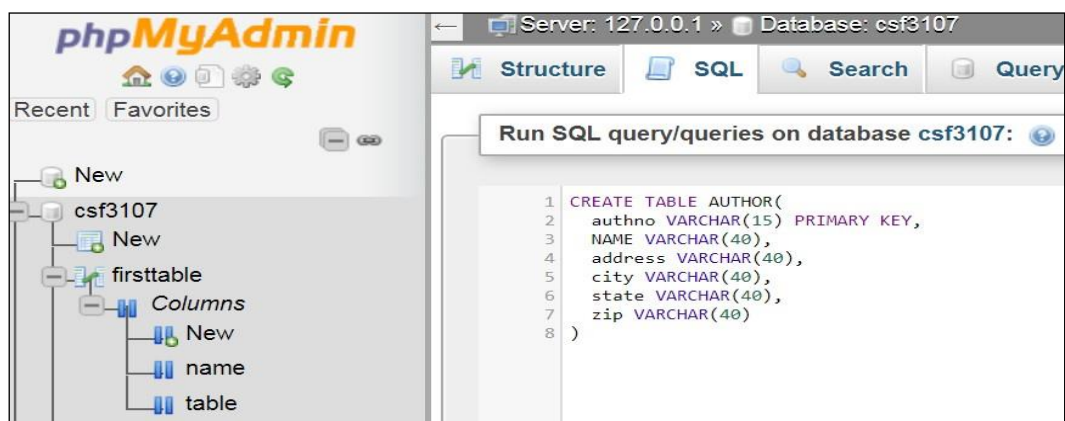 phpMyAdmin
Recent Favorites
New
csf3107
New
firsttable
Columns
New
name
table
← Server: 127.0.0.1 » Database: csf3107
Structure SQL Search Query
Run SQL query/queries on database csf3107:
1 CREATE TABLE AUTHOR(
2 authno VARCHAR(15) PRIMARY KEY,
3 NAME VARCHAR(40),
4 address VARCHAR(40),
5 city VARCHAR(40),
6 state VARCHAR(40),
7 zip VARCHAR(40)
8 )